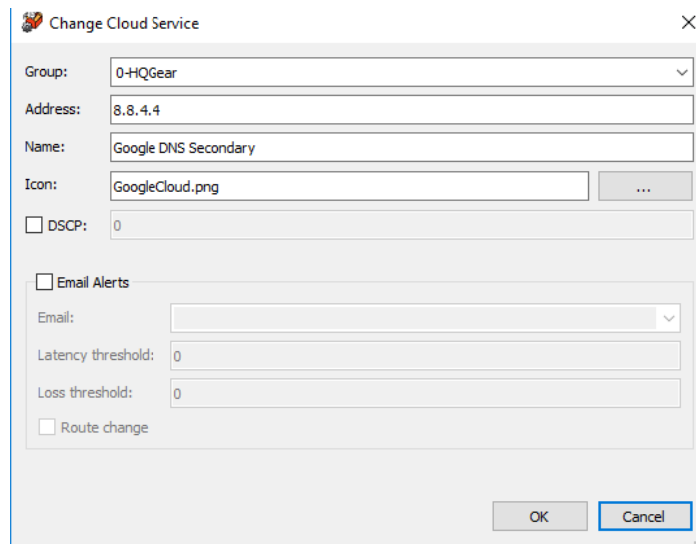 Change Cloud Service
Group: 0-HQGear
Address: 8.8.4.4
Name: Google DNS Secondary
Icon: GoogleCloud.png ...
DSCP: 0
Email Alerts
Email:
Latency threshold: 0
Loss threshold: 0
Route change
OK Cancel